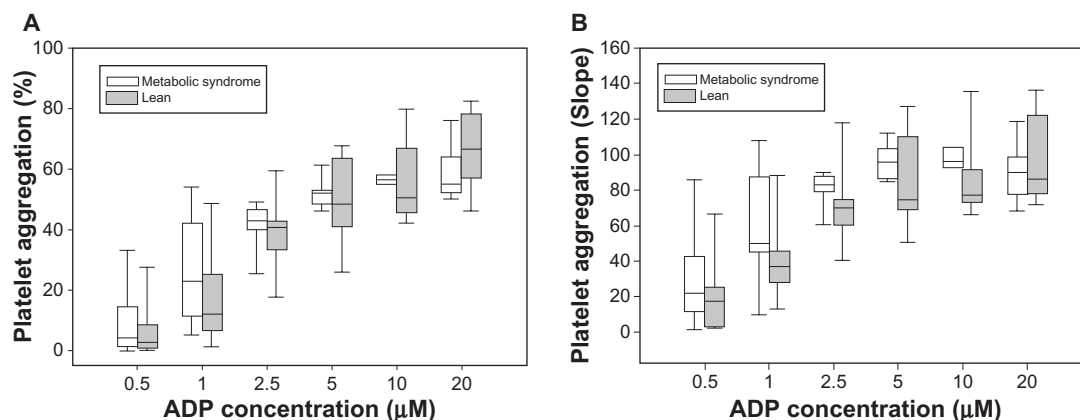 A
Platelet aggregation (%)
100
80
60
40
20
0
Metabolic syndrome
Lean
0.5 1 2.5 5 10 20
ADP concentration (μM)
B
Platelet aggregation (Slope)
160
140
120
100
80
60
40
20
0
Metabolic syndrome
Lean
0.5 1 2.5 5 10 20
ADP concentration (μM)